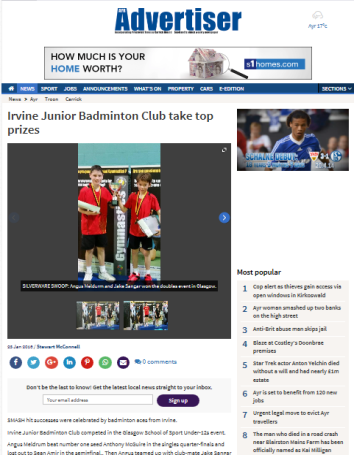 Advertiser
Ayr 17°c
HOW MUCH IS YOUR
HOME WORTH?
s1homes.com
NEWS SPORT JOBS ANNOUNCEMENTS WHAT'S ON PROPERTY CARS E-EDITION SECTIONS
News > Ayr Troon Carrick
Irvine Junior Badminton Club take top
prizes
SILVERWARE SWOOP: Angus Meldurm and Jake Sanger won the doubles event in Glasgow.
Stewart McConnell
0 comments
Don't be the last to know! Get the latest local news straight to your inbox.
Your email address
Sign up
SMASH hit successes were celebrated by badminton aces from Irvine.
Irvine Junior Badminton Club competed in the Glasgow School of Sport Under-12s event.
Angus Meldrum beat number one seed Anthony McGuire in the singles quarter-finals and
lost out to Sean Amir in the semifinal. Then Angus teamed up with club-mate Jake Sanger
Most popular
1 Cop alert as thieves gain access via
open windows in Kirkoswald
2 Ayr woman smashed up two banks
on the high street
3 Anti-Brit abuse man skips jail
4 Blaze at Costley's Doonbrae
premises
5 Star Trek actor Anton Yelchin died
without a will and had nearly £1m
estate
6 Ayr is set to benefit from 120 new
jobs
7 Urgent legal move to evict Ayr
travellers
8 The man who died in a road crash
near Blairston Mains Farm has been
officially named as Kai Milligan